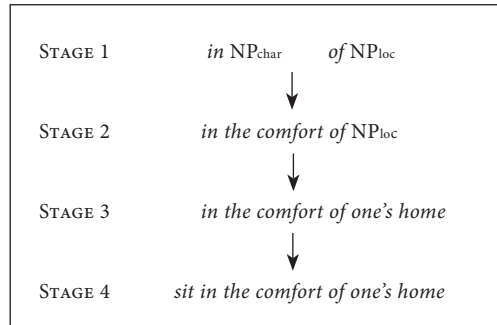 STAGE 1 in NPchar of NPloc
STAGE 2 in the comfort of NPloc
STAGE 3 in the comfort of one's home
STAGE 4 sit in the comfort of one's home